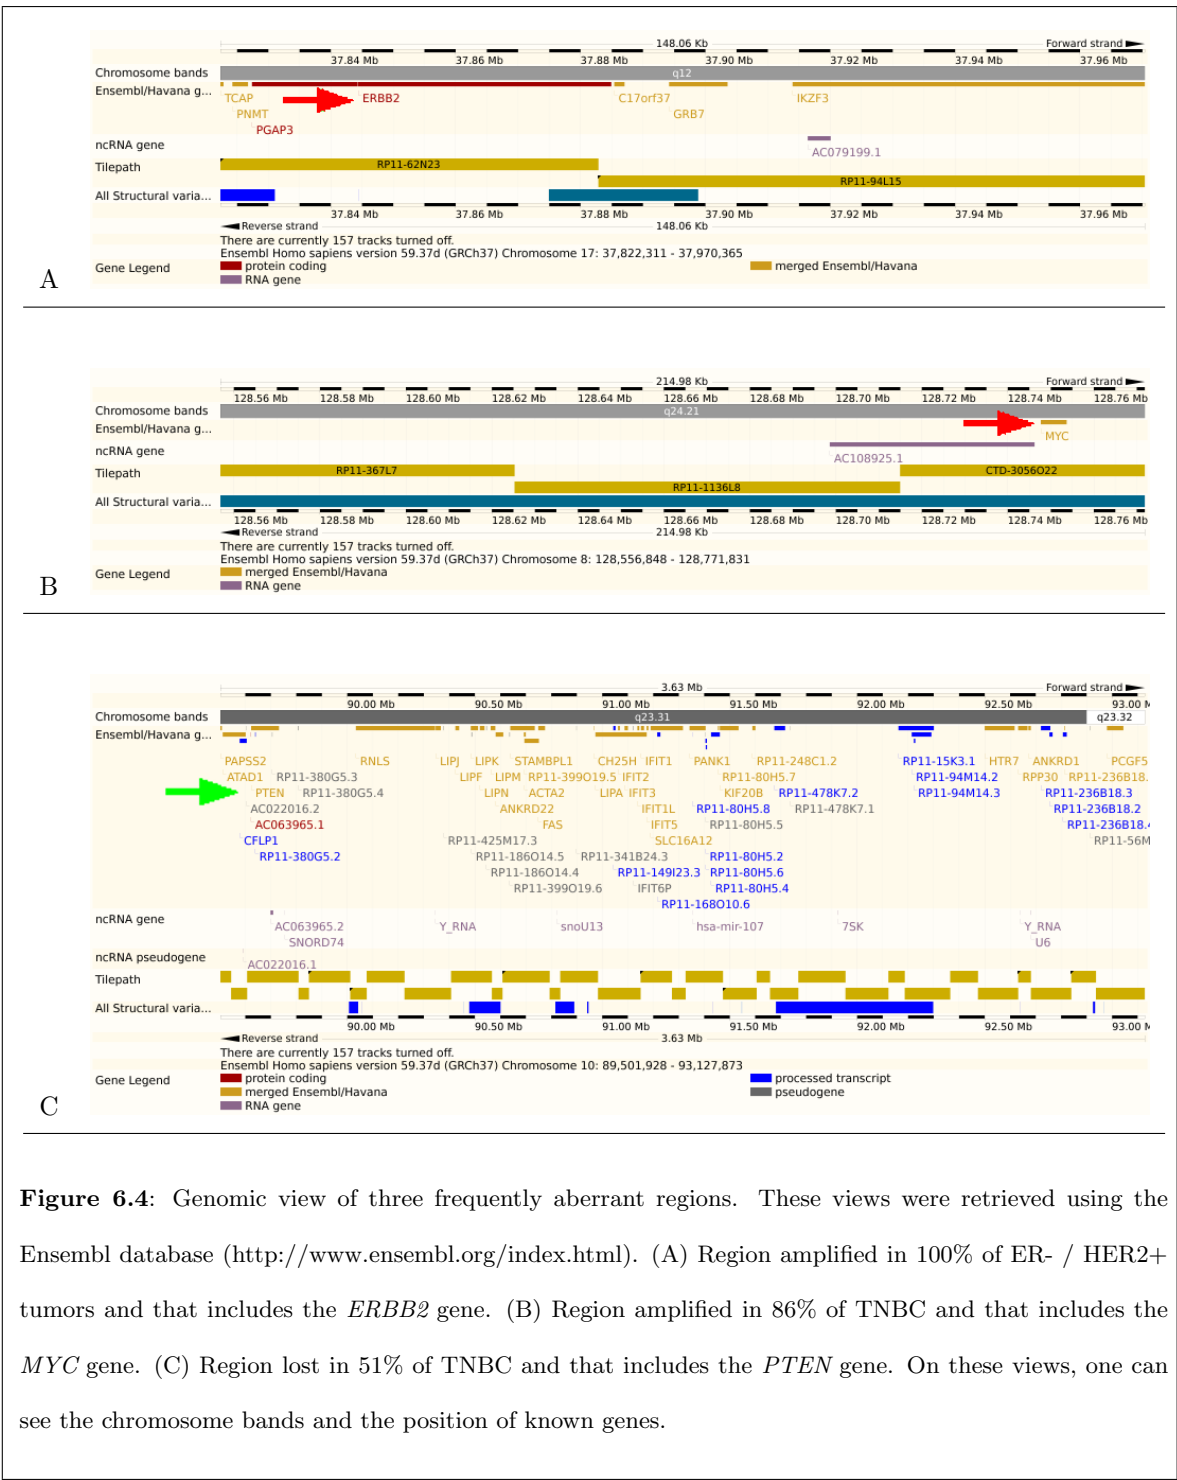 148.06 Kb Forward strand
37.84 Mb 37.86 Mb 37.88 Mb 37.90 Mb 37.92 Mb 37.94 Mb 37.96 Mb
Chromosome bands q12
Ensembl/Havana g...
TCAP ERBB2 C17orf37 IKZF3
PNMT GRB7
PGAP3
ncRNA gene
AC079199.1
Tilepath RP11-62N23
RP11-94L15
All Structural varia...
37.84 Mb 37.86 Mb 37.88 Mb 37.90 Mb 37.92 Mb 37.94 Mb 37.96 Mb
Reverse strand 148.06 Kb
There are currently 157 tracks turned off.
Ensembl Homo sapiens version 59.37d (GRCh37) Chromosome 17: 37,822,311 - 37,970,365
Gene Legend protein coding merged Ensembl/Havana
RNA gene
A
214.98 Kb Forward strand
128.56 Mb 128.58 Mb 128.60 Mb 128.62 Mb 128.64 Mb 128.66 Mb 128.68 Mb 128.70 Mb 128.72 Mb 128.74 Mb 128.76 Mb
Chromosome bands q24.21
Ensembl/Havana g...
MYC
ncRNA gene
AC108925.1
Tilepath RP11-367L7 CTD-3056O22
RP11-1136L8
All Structural varia...
128.56 Mb 128.58 Mb 128.60 Mb 128.62 Mb 128.64 Mb 128.66 Mb 128.68 Mb 128.70 Mb 128.72 Mb 128.74 Mb 128.76 Mb
Reverse strand 214.98 Kb
There are currently 157 tracks turned off.
Ensembl Homo sapiens version 59.37d (GRCh37) Chromosome 8: 128,556,848 - 128,771,831
Gene Legend merged Ensembl/Havana
RNA gene
B
3.63 Mb Forward strand
90.00 Mb 90.50 Mb 91.00 Mb 91.50 Mb 92.00 Mb 92.50 Mb 93.00 M
Chromosome bands q23.31 q23.32
Ensembl/Havana g...
PAPSS2 RNLS LIPJ LIPK STAMBPL1 CH25H IFIT1 PANK1 RP11-248C1.2 RP11-15K3.1 HTR7 ANKRD1 PCGF5
ATAD1 RP11-380G5.3 LIPF LIPM RP11-399O19.5 IFIT2 RP11-80H5.7 RP11-94M14.2 RPP30 RP11-236B18.
PTEN RP11-380G5.4 LIPN ACTA2 LIPA IFIT3 KIF20B RP11-478K7.2 RP11-94M14.3 RP11-236B18.3
AC022016.2 ANKRD22 IFIT1L RP11-80H5.8 RP11-478K7.1 RP11-236B18.2
AC063965.1 FAS IFIT5 RP11-80H5.5 RP11-236B18.4
CFLP1 RP11-425M17.3 SLC16A12 RP11-56M
RP11-380G5.2 RP11-186O14.5 RP11-341B24.3 RP11-80H5.2
RP11-186O14.4 RP11-149I23.3 RP11-80H5.6
RP11-399O19.6 IFIT6P RP11-80H5.4
RP11-168O10.6
ncRNA gene
AC063965.2 Y_RNA snoU13 hsa-mir-107 7SK Y_RNA
SNORD74 U6
ncRNA pseudogene
AC022016.1
Tilepath
All Structural varia...
90.00 Mb 90.50 Mb 91.00 Mb 91.50 Mb 92.00 Mb 92.50 Mb 93.00 M
Reverse strand 3.63 Mb
There are currently 157 tracks turned off.
Ensembl Homo sapiens version 59.37d (GRCh37) Chromosome 10: 89,501,928 - 93,127,873
Gene Legend protein coding processed transcript
merged Ensembl/Havana pseudogene
RNA gene
C
Figure 6.4: Genomic view of three frequently aberrant regions. These views were retrieved using the
Ensembl database (http://www.ensembl.org/index.html). (A) Region amplified in 100% of ER- / HER2+
tumors and that includes the ERBB2 gene. (B) Region amplified in 86% of TNBC and that includes the
MYC gene. (C) Region lost in 51% of TNBC and that includes the PTEN gene. On these views, one can
see the chromosome bands and the position of known genes.